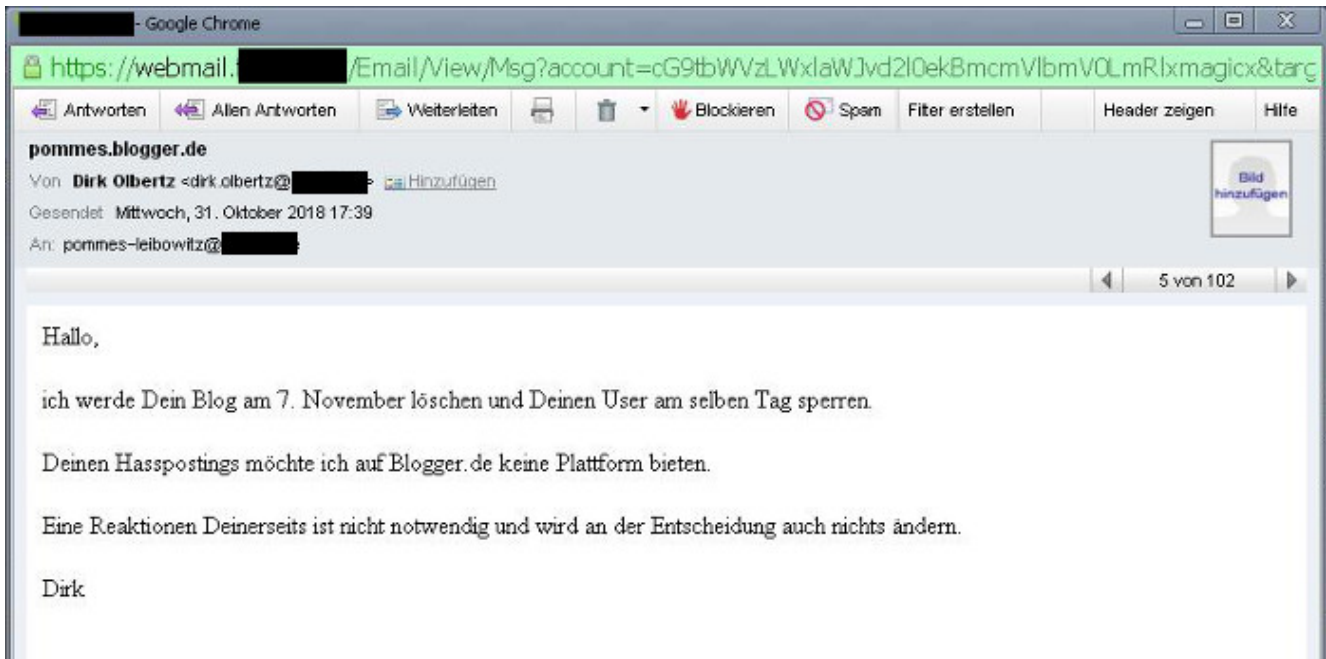 - Google Chrome
https://webmail. /Email/View/Msg?account=cG9tbWVzLWxlaWJvd2l0ekBmcmVlbmV0LmRlxmagicx&targ
Antworten Allen Antworten Weiterleiten Blockieren Spam Filter erstellen Header zeigen Hilfe
pommes.blogger.de
Von Dirk Olbertz <dirk.olbertz@ > Hinzufügen
Bild hinzufügen
Gesendet Mittwoch, 31. Oktober 2018 17:39
An: pommes-leibowitz@
5 von 102
Hallo,
ich werde Dein Blog am 7. November löschen und Deinen User am selben Tag sperren.
Deinen Hasspostings möchte ich auf Blogger.de keine Plattform bieten.
Eine Reaktionen Deinerseits ist nicht notwendig und wird an der Entscheidung auch nichts ändern.
Dirk